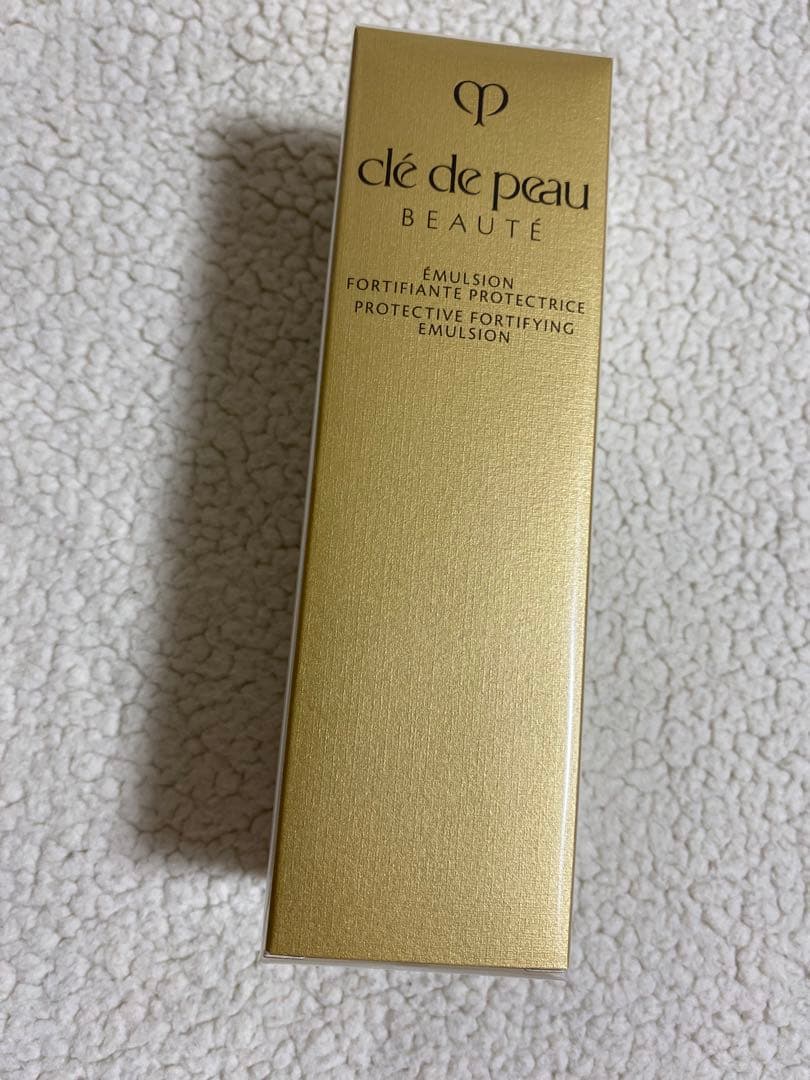 clé de peau
BEAUTÉ
ÉMULSION
FORTIFIANTE PROTECTRICE
PROTECTIVE FORTIFYING
EMULSION